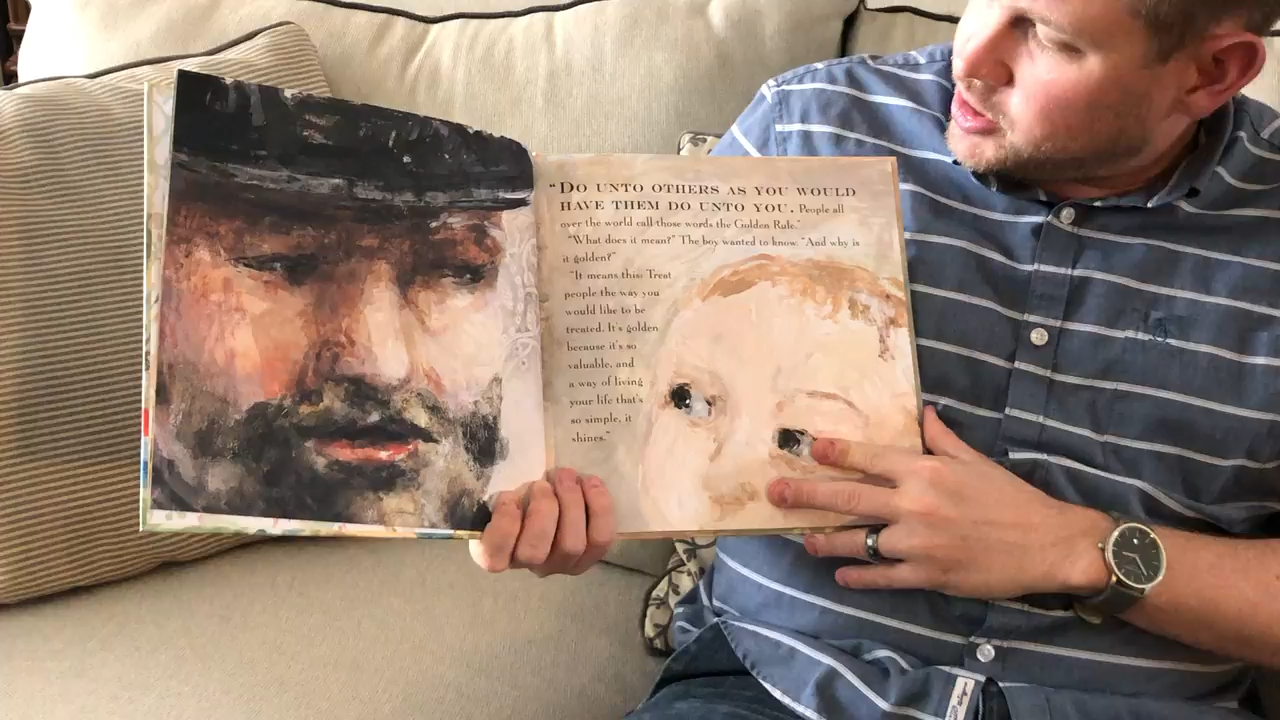 “DO UNTO OTHERS AS YOU WOULD
HAVE THEM DO UNTO YOU. People all
over the world call those words the Golden Rule.”
“What does it mean?” The boy wanted to know. “And why is
it golden?”
“It means this: Treat
people the way you
would like to be
treated. It’s golden
because it’s so
valuable, and
a way of living
your life that’s
so simple, it
shines.”